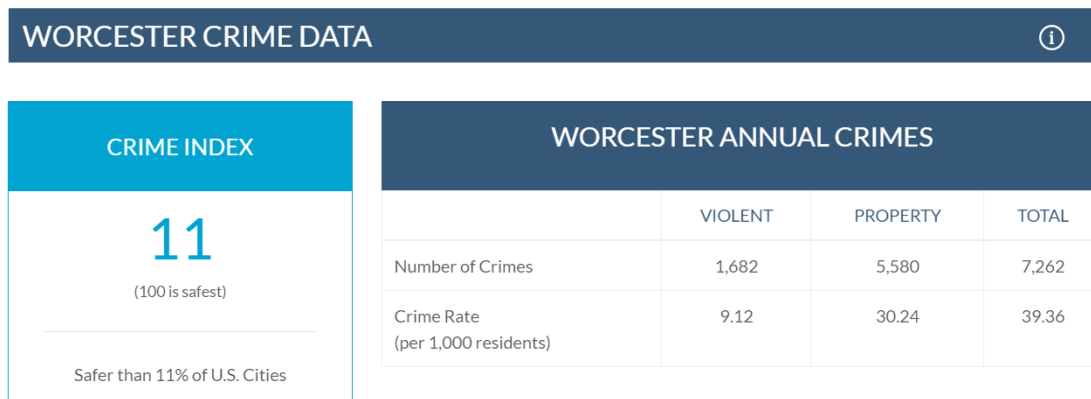 WORCESTER CRIME DATA
CRIME INDEX
11
(100 is safest)
Safer than 11% of U.S. Cities
WORCESTER ANNUAL CRIMES
VIOLENT PROPERTY TOTAL
Number of Crimes 1,682 5,580 7,262
Crime Rate 9.12 30.24 39.36
(per 1,000 residents)